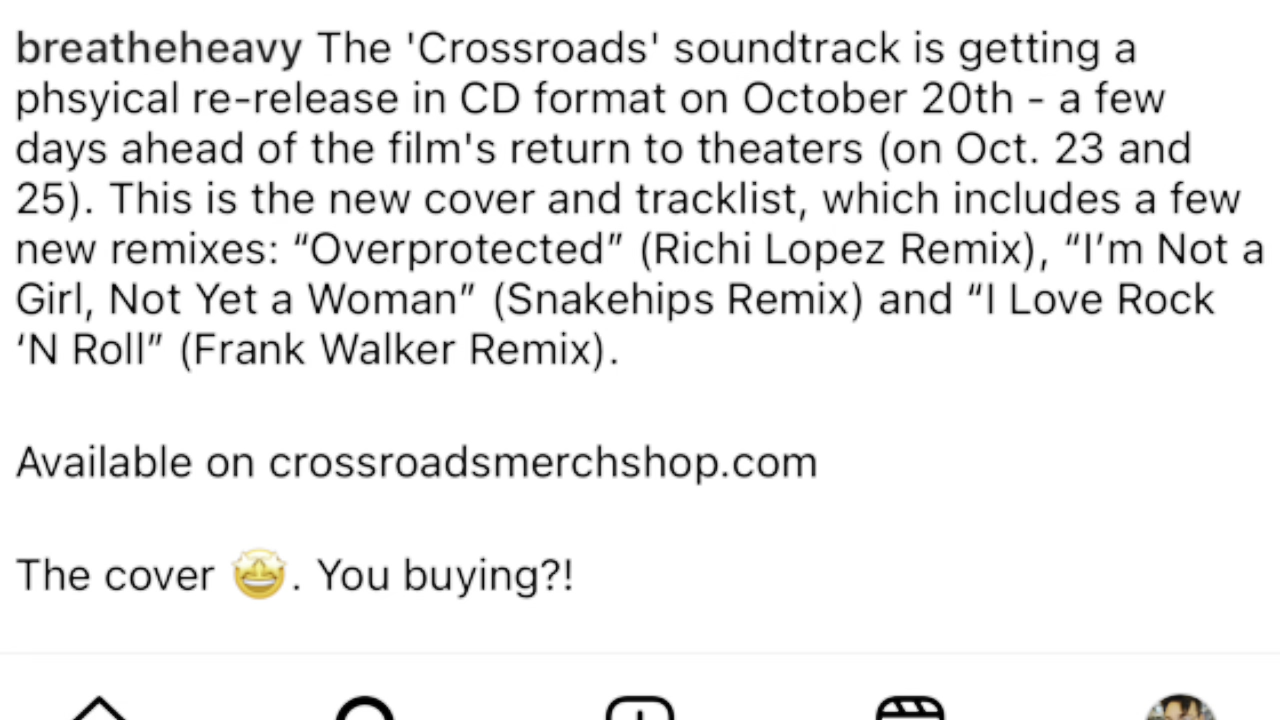 breatheheavy The 'Crossroads' soundtrack is getting a
phsyical re-release in CD format on October 20th - a few
days ahead of the film's return to theaters (on Oct. 23 and
25). This is the new cover and tracklist, which includes a few
new remixes: “Overprotected” (Richi Lopez Remix), “I’m Not a
Girl, Not Yet a Woman” (Snakehips Remix) and “I Love Rock
‘N Roll” (Frank Walker Remix).
Available on crossroadsmerchshop.com
The cover 🤩. You buying?!